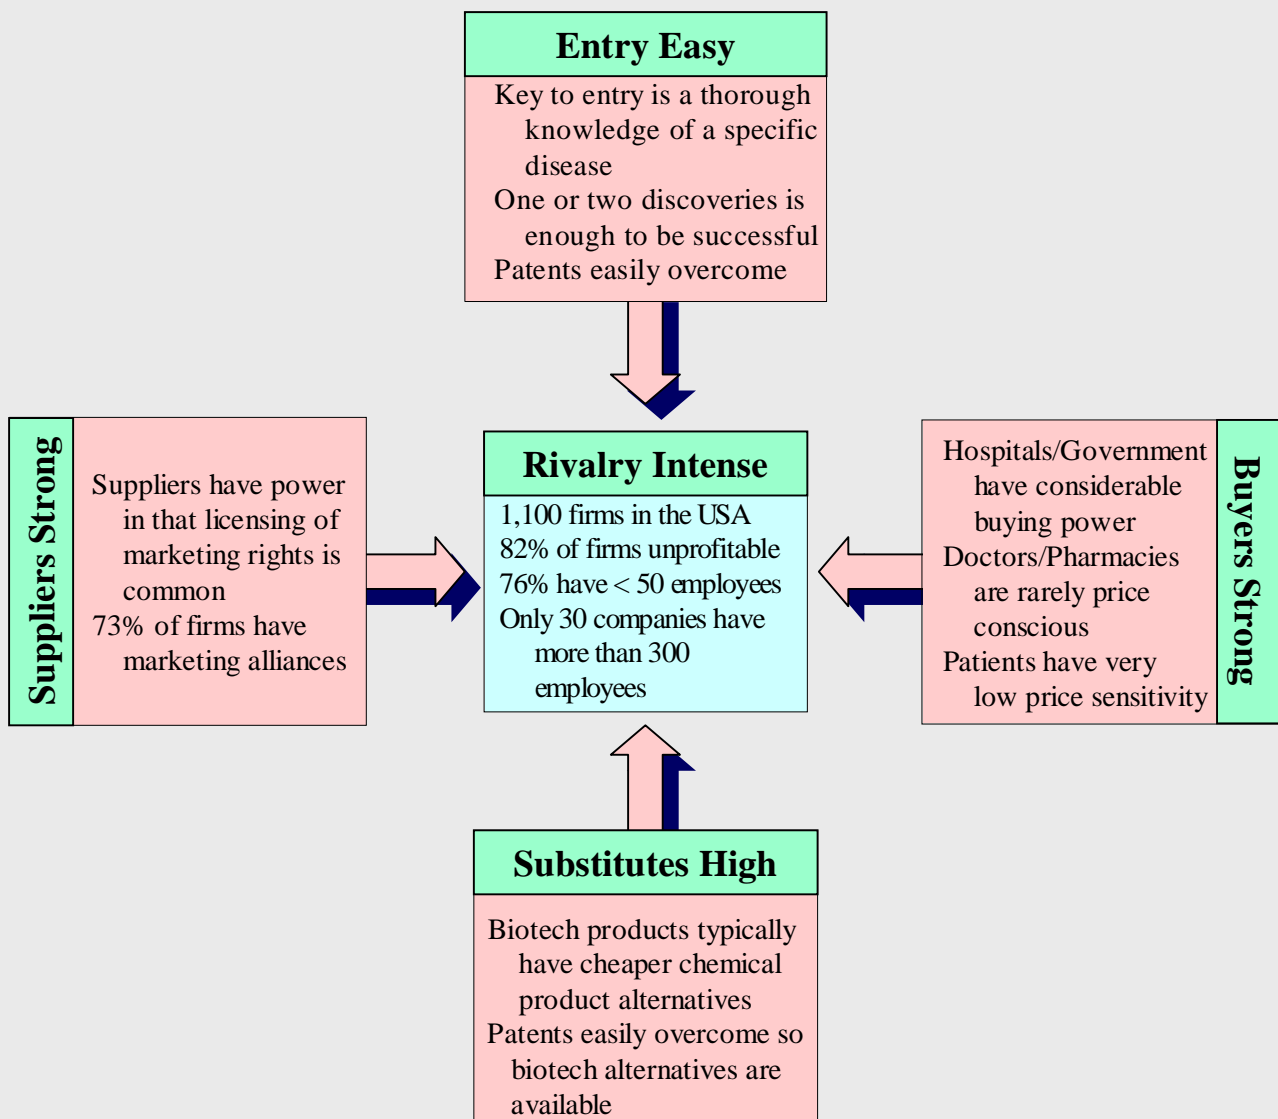 Entry Easy
Key to entry is a thorough
knowledge of a specific
disease
One or two discoveries is
enough to be successful
Patents easily overcome
Suppliers Strong
Suppliers have power
in that licensing of
marketing rights is
common
73% of firms have
marketing alliances
Rivalry Intense
1,100 firms in the USA
82% of firms unprofitable
76% have < 50 employees
Only 30 companies have
more than 300
employees
Hospitals/Government
have considerable
buying power
Doctors/Pharmacies
are rarely price
conscious
Patients have very
low price sensitivity
Buyers Strong
Substitutes High
Biotech products typically
have cheaper chemical
product alternatives
Patents easily overcome so
biotech alternatives are
available